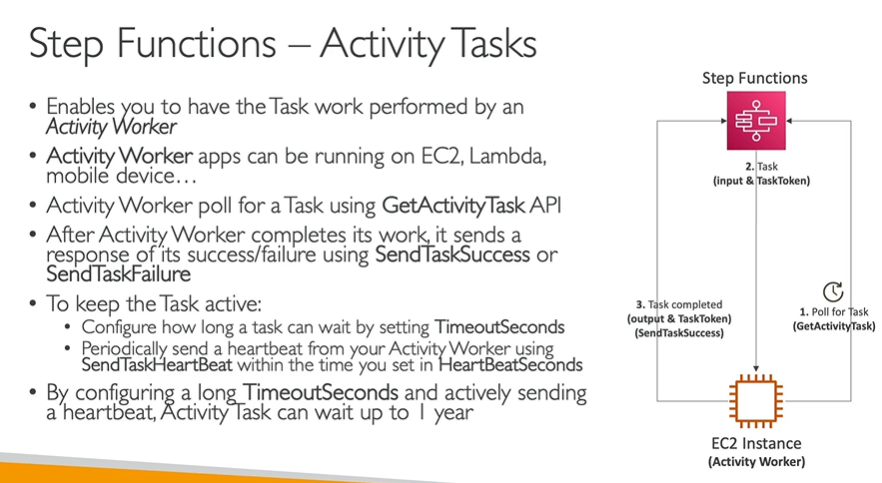 Step Functions – Activity Tasks
• Enables you to have the Task work performed by an
Activity Worker
• Activity Worker apps can be running on EC2, Lambda,
mobile device…
• Activity Worker poll for a Task using GetActivityTask API
• After Activity Worker completes its work, it sends a
response of its success/failure using SendTaskSuccess or
SendTaskFailure
• To keep the Task active:
• Configure how long a task can wait by setting TimeoutSeconds
• Periodically send a heartbeat from your Activity Worker using
SendTaskHeartBeat within the time you set in HeartBeatSeconds
• By configuring a long TimeoutSeconds and actively sending
a heartbeat, Activity Task can wait up to 1 year
Step Functions
2. Task
(input & TaskToken)
3. Task completed
(output & TaskToken)
(SendTaskSuccess)
1. Poll for Task
(GetActivityTask)
EC2 Instance
(Activity Worker)